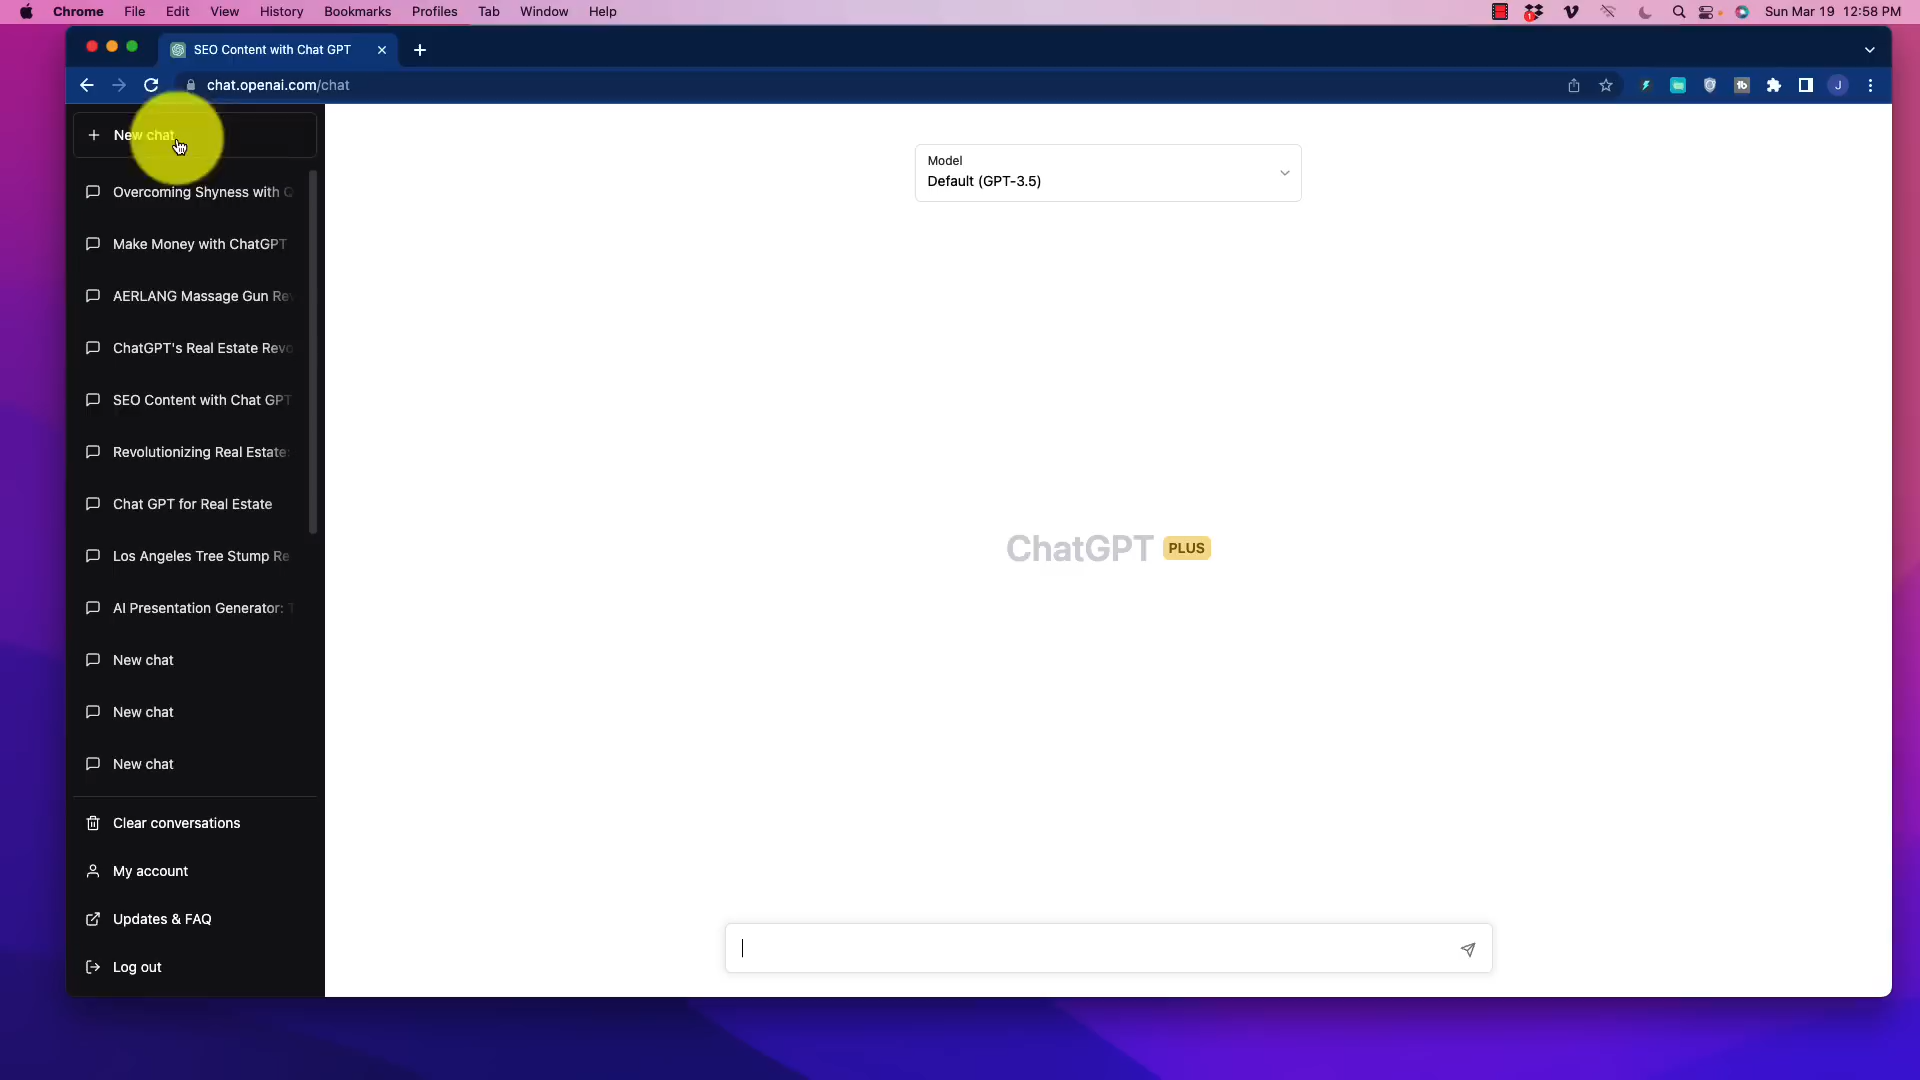 Chrome File Edit View History Bookmarks Profiles Tab Window Help Sun Mar 19 12:58 PM
SEO Content with Chat GPT
chat.openai.com/chat
J
New chat
Overcoming Shyness with
Make Money with ChatGPT
AERLANG Massage Gun Re
ChatGPT's Real Estate Revo
SEO Content with Chat GPT
Revolutionizing Real Estate:
Chat GPT for Real Estate
Los Angeles Tree Stump Re
AI Presentation Generator: T
New chat
New chat
New chat
Clear conversations
My account
Updates & FAQ
Log out
Model
Default (GPT-3.5)
ChatGPT PLUS